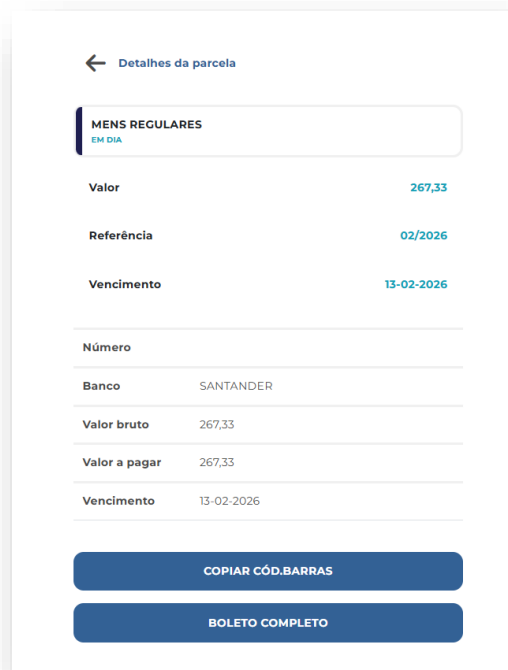 Detalhes da parcela
MENS REGULARES
EM DIA
Valor 267,33
Referência 02/2026
Vencimento 13-02-2026
Número
Banco SANTANDER
Valor bruto 267,33
Valor a pagar 267,33
Vencimento 13-02-2026
COPIAR CÓD.BARRAS
BOLETO COMPLETO